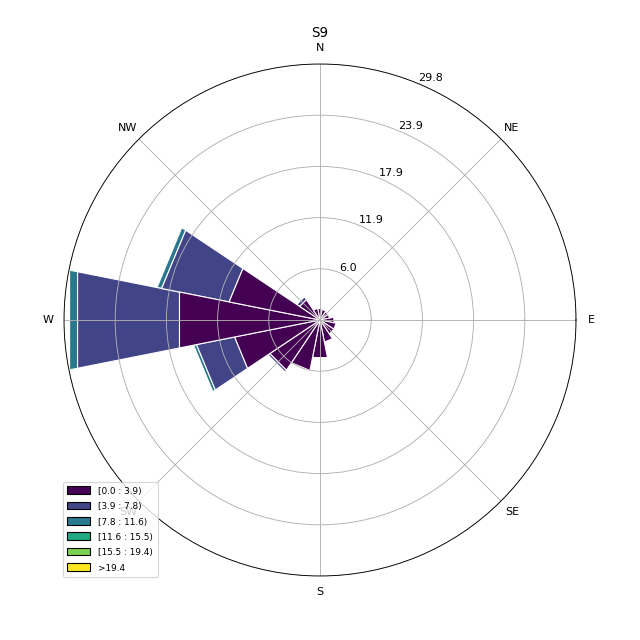 S9
N
29.8
NW
NE
23.9
17.9
11.9
6.0
W
E
[0.0 : 3.9)
[3.9 : 7.8)
SW
SE
[7.8 : 11.6)
[11.6 : 15.5)
[15.5 : 19.4)
>19.4
S